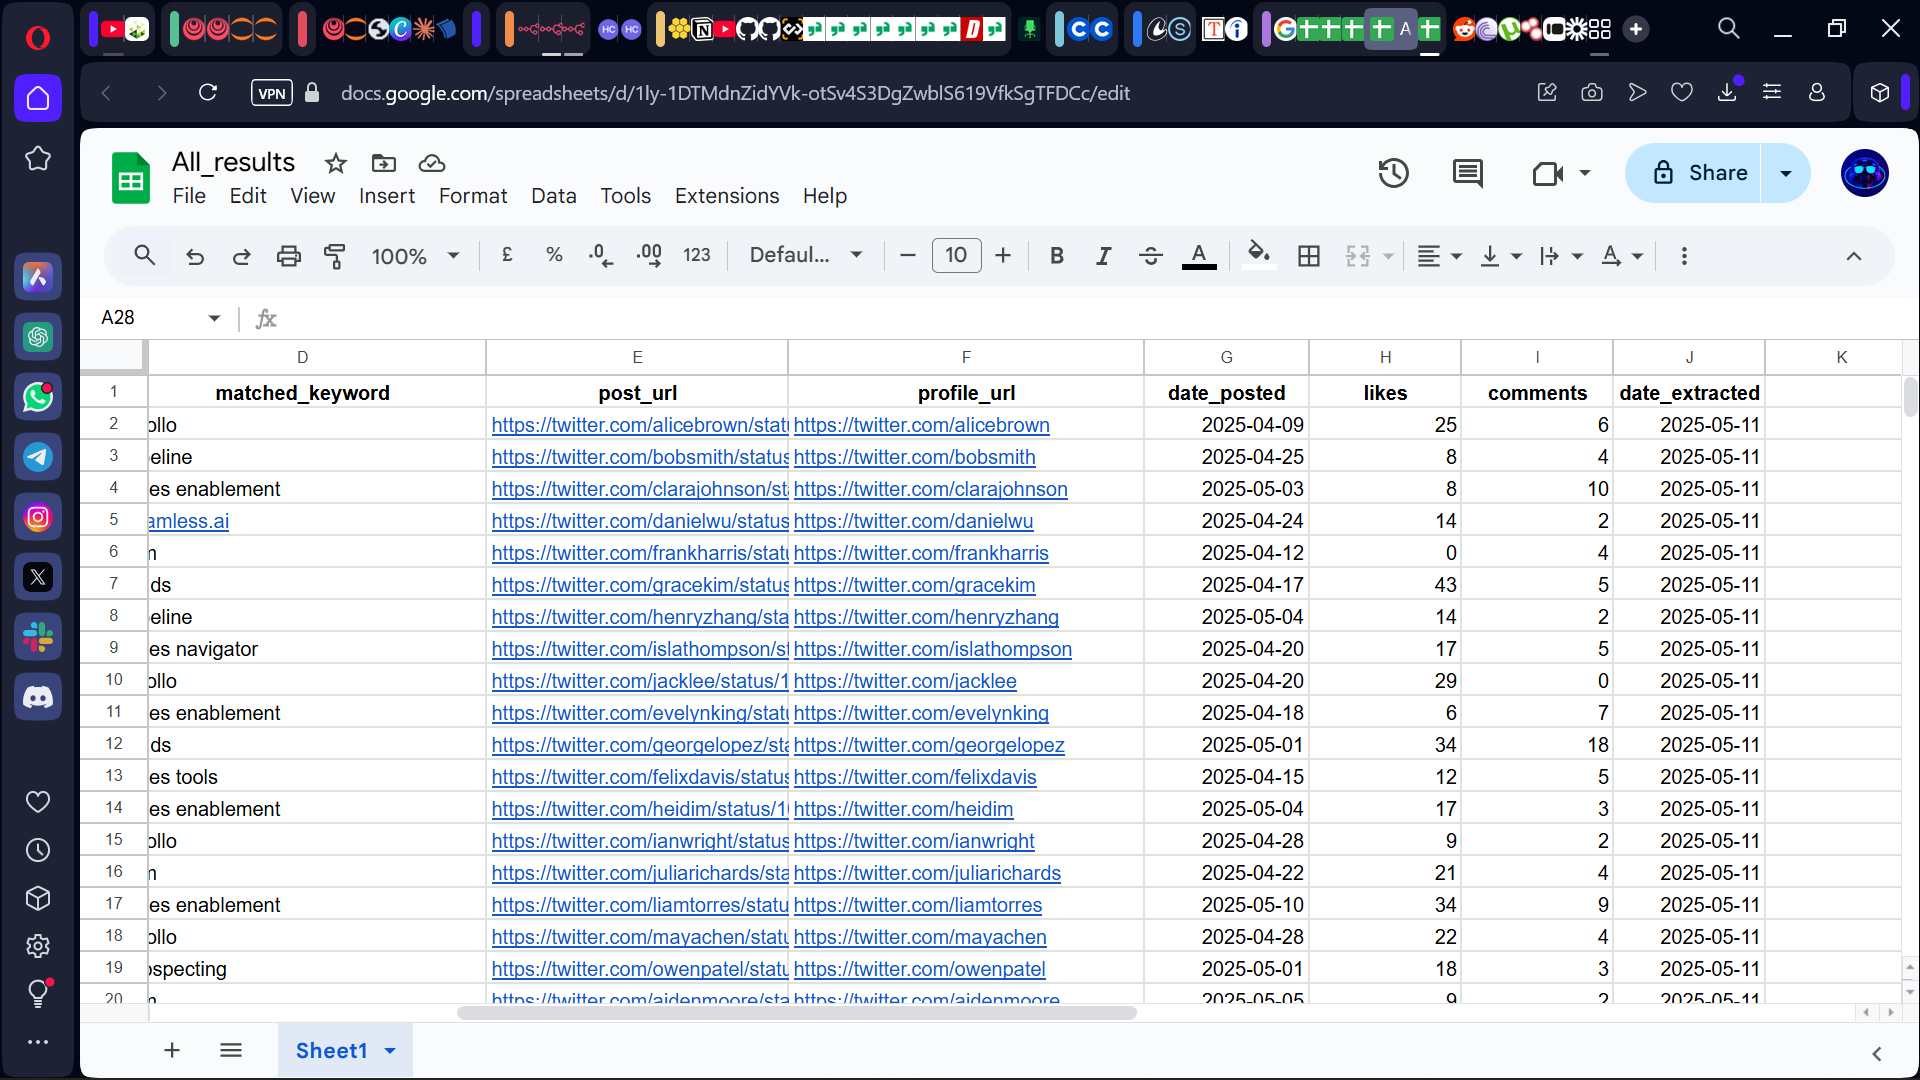 VPN docs.google.com/spreadsheets/d/1ly-1DTMdnZidYVk-otSv4S3DgZwblS619VfkSgTFDCc/edit
All_results
File Edit View Insert Format Data Tools Extensions Help
Share
100% £ % .0 .00 123 Defaul... 10 B I A
A28 fx
D E F G H I J K
1 matched_keyword post_url profile_url date_posted likes comments date_extracted
2 ollo https://twitter.com/alicebrown/stat https://twitter.com/alicebrown 2025-04-09 25 6 2025-05-11
3 eline https://twitter.com/bobsmith/status https://twitter.com/bobsmith 2025-04-25 8 4 2025-05-11
4 es enablement https://twitter.com/clarajohnson/st https://twitter.com/clarajohnson 2025-05-03 8 10 2025-05-11
5 amless.ai https://twitter.com/danielwu/status https://twitter.com/danielwu 2025-04-24 14 2 2025-05-11
6 https://twitter.com/frankharris/stat https://twitter.com/frankharris 2025-04-12 0 4 2025-05-11
7 ds https://twitter.com/gracekim/status https://twitter.com/gracekim 2025-04-17 43 5 2025-05-11
8 eline https://twitter.com/henryzhang/sta https://twitter.com/henryzhang 2025-05-04 14 2 2025-05-11
9 es navigator https://twitter.com/islathompson/st https://twitter.com/islathompson 2025-04-20 17 5 2025-05-11
10 ollo https://twitter.com/jacklee/status/1 https://twitter.com/jacklee 2025-04-20 29 0 2025-05-11
11 es enablement https://twitter.com/evelynking/stat https://twitter.com/evelynking 2025-04-18 6 7 2025-05-11
12 ds https://twitter.com/georgelopez/sta https://twitter.com/georgelopez 2025-05-01 34 18 2025-05-11
13 es tools https://twitter.com/felixdavis/status https://twitter.com/felixdavis 2025-04-15 12 5 2025-05-11
14 es enablement https://twitter.com/heidim/status/1 https://twitter.com/heidim 2025-05-04 17 3 2025-05-11
15 ollo https://twitter.com/ianwright/status https://twitter.com/ianwright 2025-04-28 9 2 2025-05-11
16 https://twitter.com/juliarichards/sta https://twitter.com/juliarichards 2025-04-22 21 4 2025-05-11
17 es enablement https://twitter.com/liamtorres/statu https://twitter.com/liamtorres 2025-05-10 34 9 2025-05-11
18 ollo https://twitter.com/mayachen/stat https://twitter.com/mayachen 2025-04-28 22 4 2025-05-11
19 ospecting https://twitter.com/owenpatel/statu https://twitter.com/owenpatel 2025-05-01 18 3 2025-05-11
20 https://twitter.com/aidenmoore/sta https://twitter.com/aidenmoore 2025-05-05 9 2 2025-05-11
Sheet1